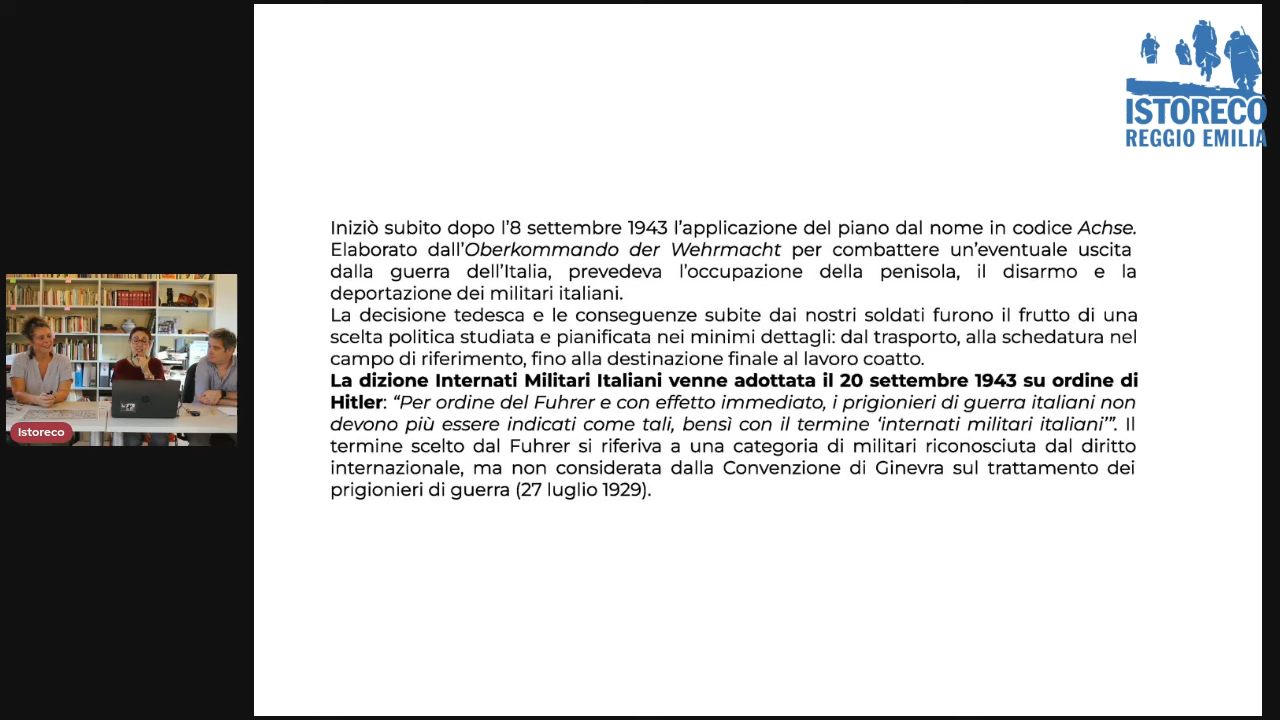 ISTORECO
REGGIO EMILIA
Iniziò subito dopo l'8 settembre 1943 l'applicazione del piano dal nome in codice Achse.
Elaborato dall'Oberkommando der Wehrmacht per combattere un'eventuale uscita
dalla guerra dell'Italia, prevedeva l'occupazione della penisola, il disarmo e la
deportazione dei militari italiani.
La decisione tedesca e le conseguenze subite dai nostri soldati furono il frutto di una
scelta politica studiata e pianificata nei minimi dettagli: dal trasporto, alla schedatura nel
campo di riferimento, fino alla destinazione finale al lavoro coatto.
La dizione Internati Militari Italiani venne adottata il 20 settembre 1943 su ordine di
Hitler: “Per ordine del Fuhrer e con effetto immediato, i prigionieri di guerra italiani non
devono più essere indicati come tali, bensì con il termine ‘internati militari italiani’”. Il
termine scelto dal Fuhrer si riferiva a una categoria di militari riconosciuta dal diritto
internazionale, ma non considerata dalla Convenzione di Ginevra sul trattamento dei
prigionieri di guerra (27 luglio 1929).
Istoreco